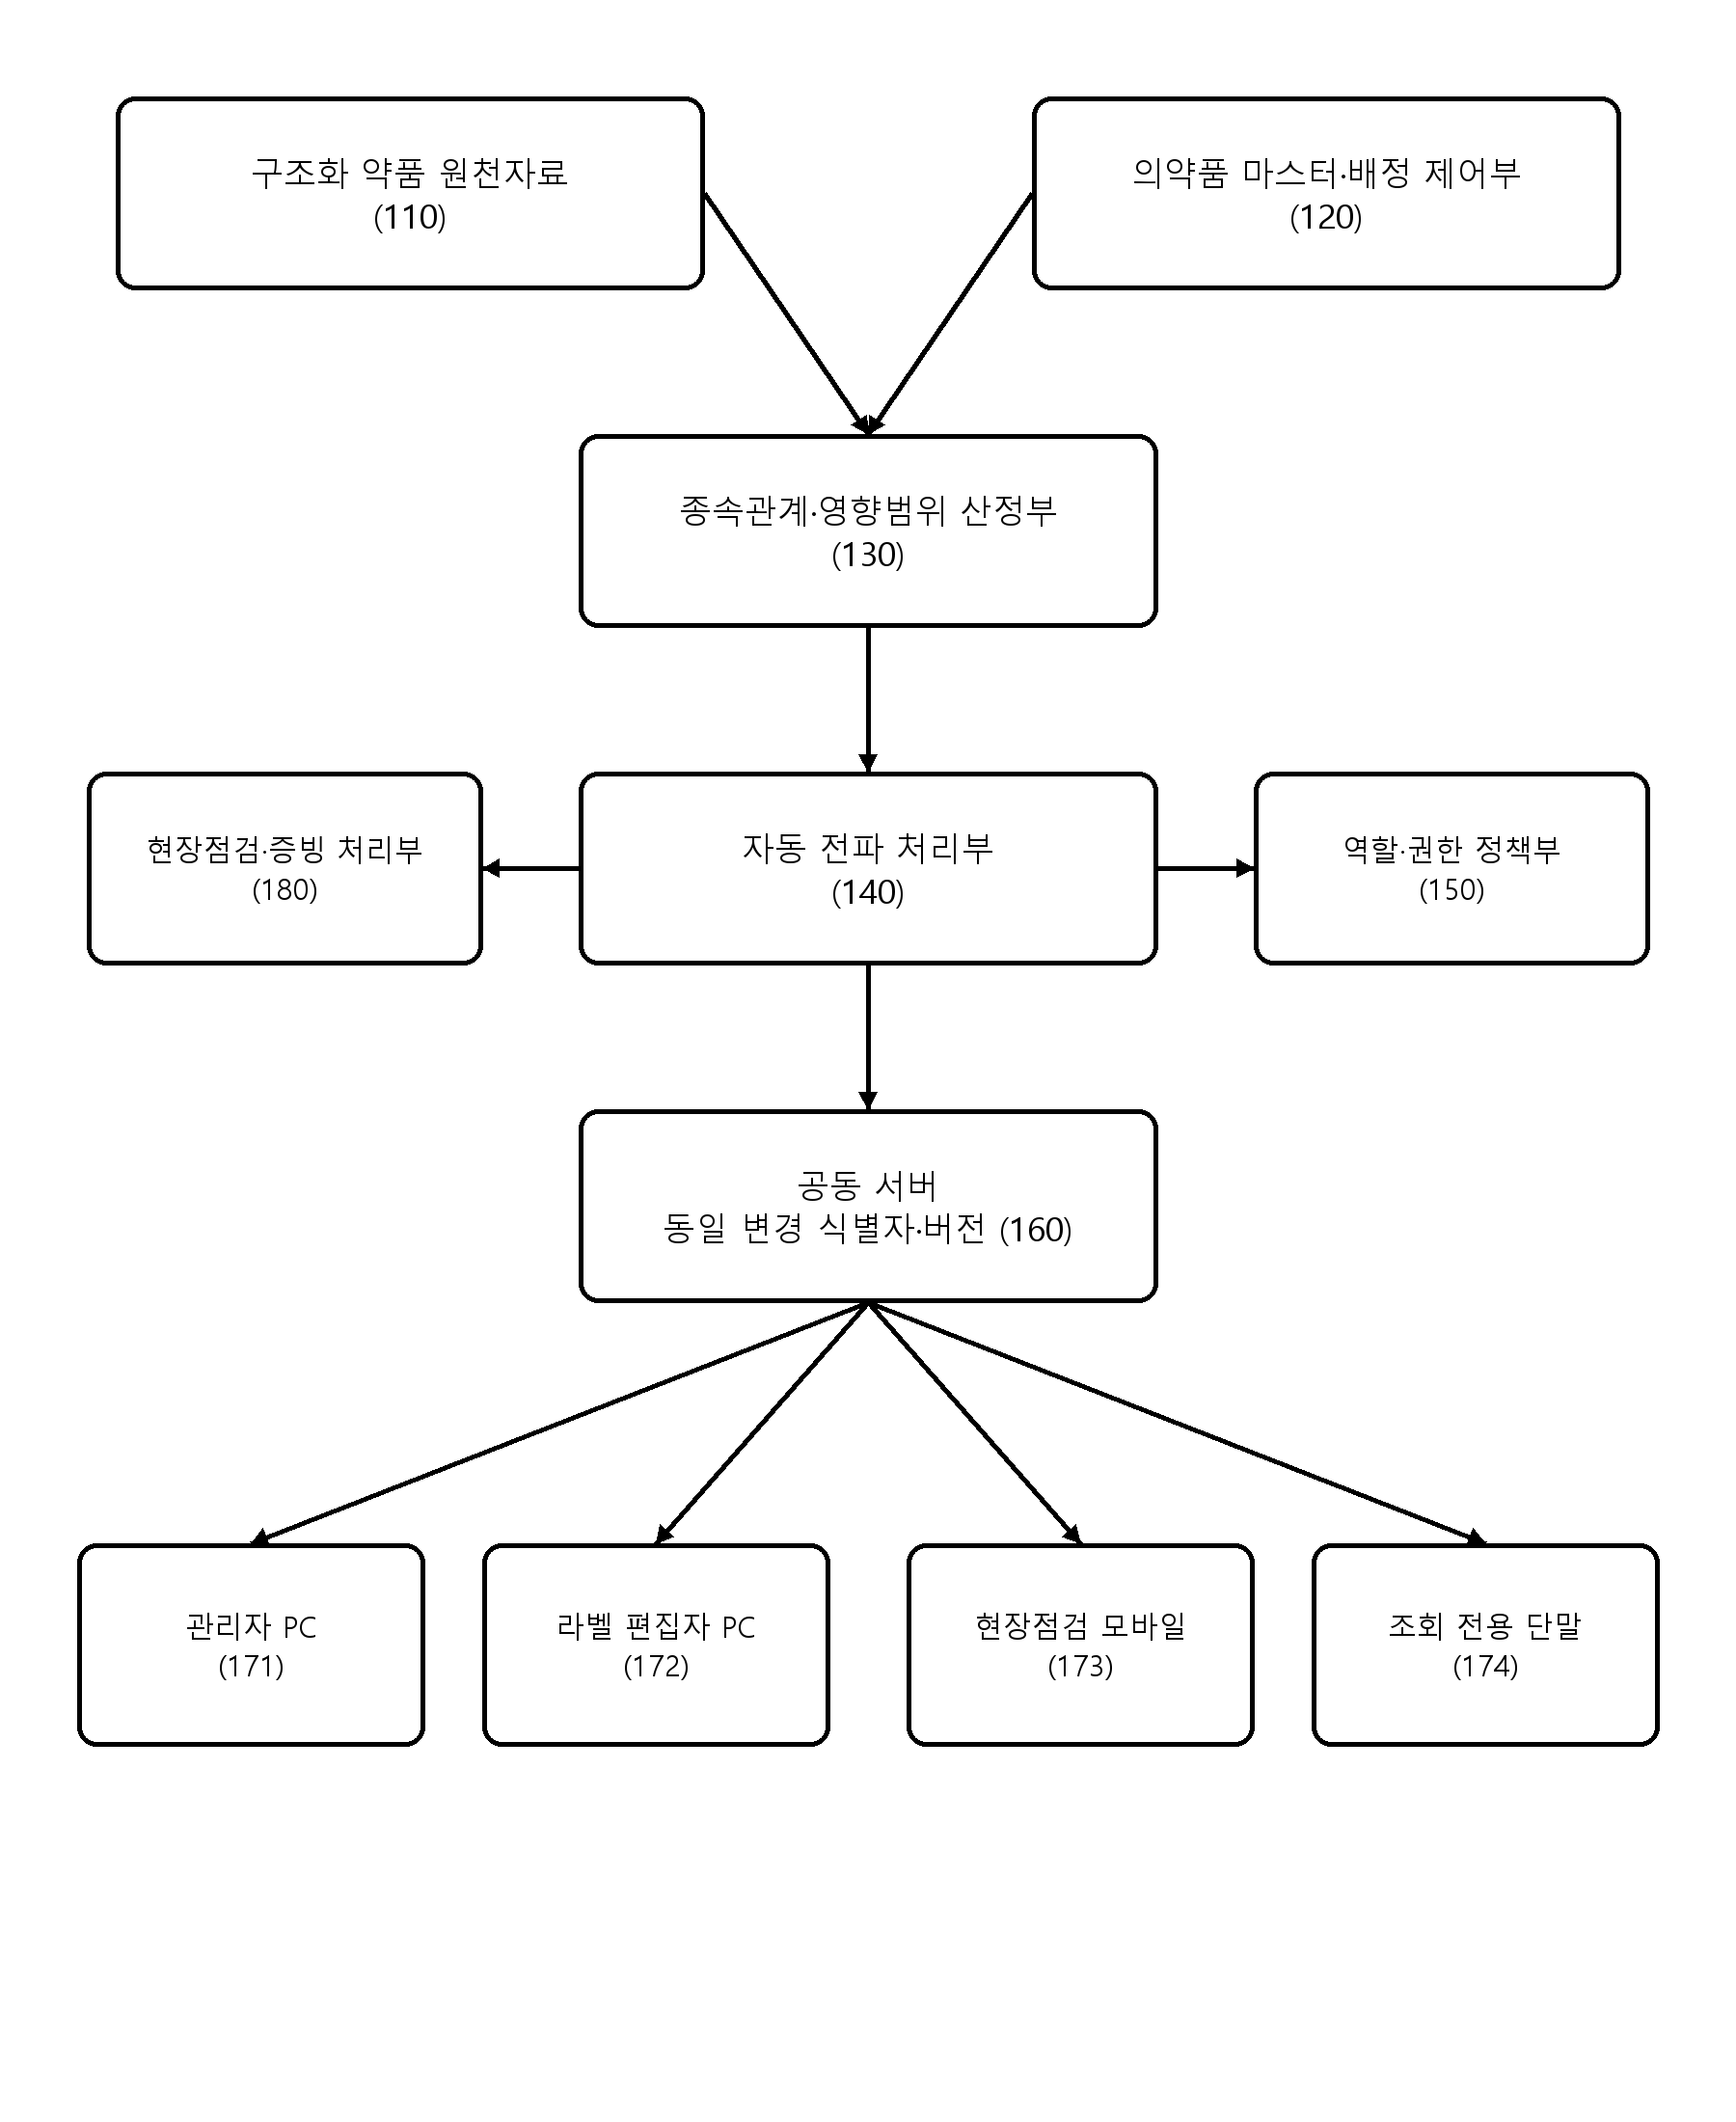 구조화 약품 원천자료
(110)
의약품 마스터·배정 제어부
(120)
종속관계·영향범위 산정부
(130)
현장점검·증빙 처리부
(180)
자동 전파 처리부
(140)
역할·권한 정책부
(150)
공동 서버
동일 변경 식별자·버전 (160)
관리자 PC
(171)
라벨 편집자 PC
(172)
현장점검 모바일
(173)
조회 전용 단말
(174)